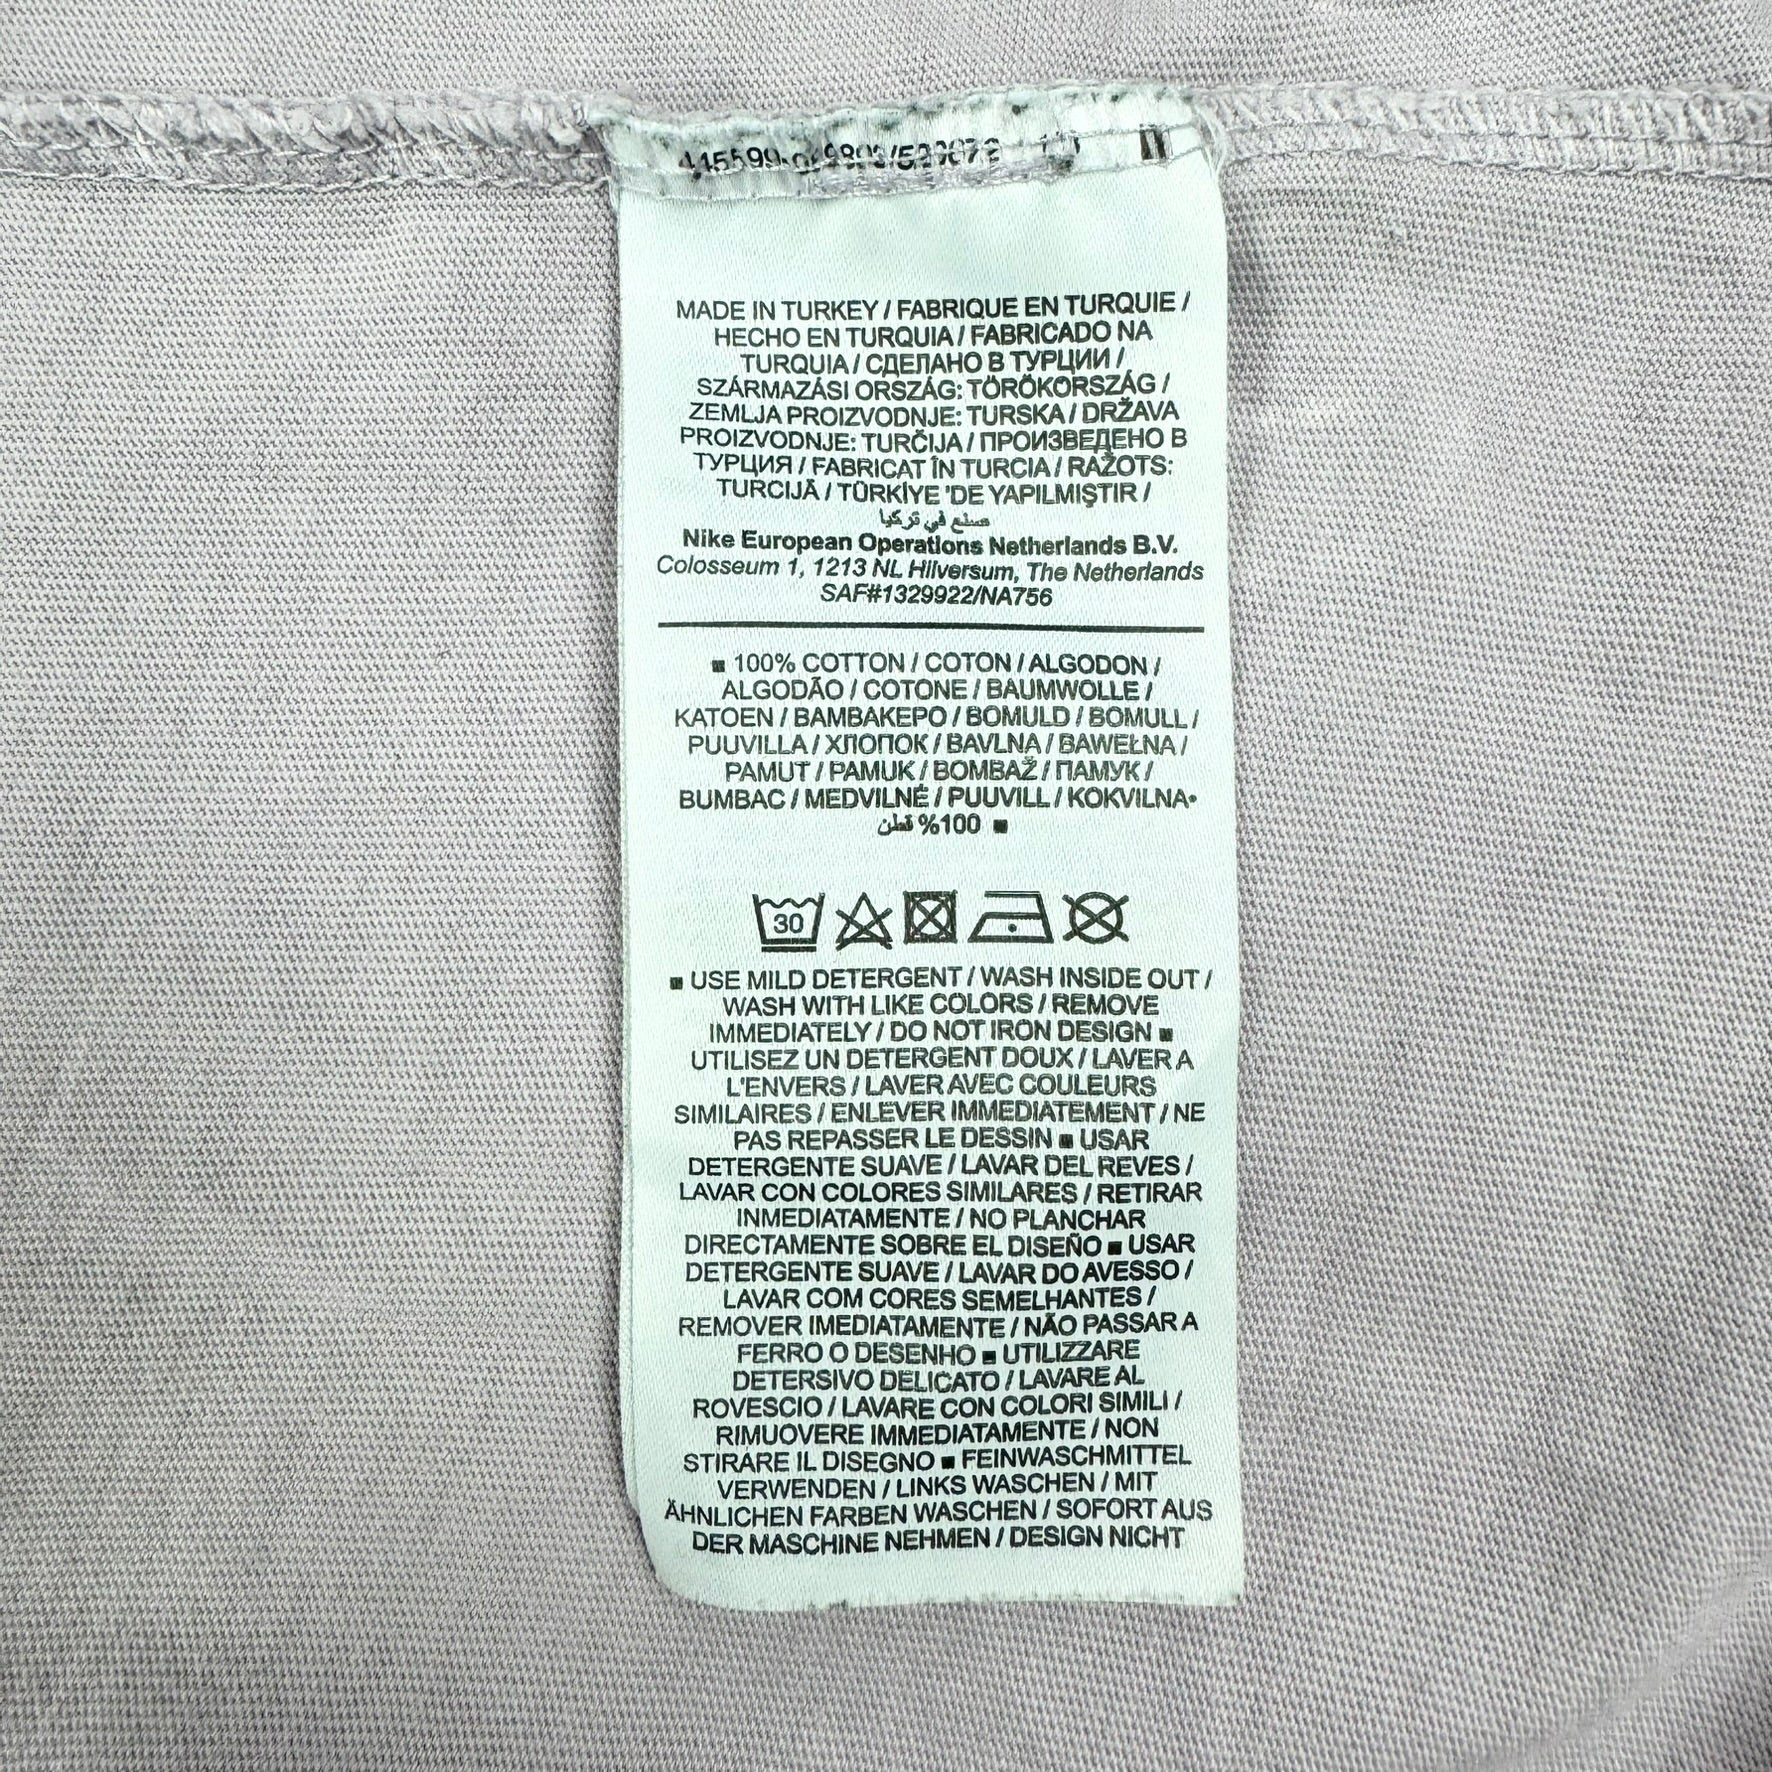 MADE IN TURKEY / FABRIQUE EN TURQUIE /
HECHO EN TURQUIA / FABRICADO NA
TURQUIA / СДЕЛАНО В ТУРЦИИ /
SZÁRMAZÁSI ORSZÁG: TÖRÖKORSZÁG /
ZEMLJA PROIZVODNJE: TURSKA / DRŽAVA
PROIZVODNJE: TURČIJA / ПРОИЗВЕДЕНО В
ТУРЦИЯ / FABRICAT ÎN TURCIA / RAŽOTS:
TURCIJĀ / TÜRKİYE 'DE YAPILMIŞTIR /
صنع في تركيا
Nike European Operations Netherlands B.V.
Colosseum 1, 1213 NL Hilversum, The Netherlands
SAF#1329922/NA756
■ 100% COTTON / COTON / ALGODON /
ALGODÃO / COTONE / BAUMWOLLE /
KATOEN / ΒΑΜΒΑΚΕΡΟ / BOMULD / BOMULL /
PUUVILLA / ХЛОПОК / BAVLNA / BAWEŁNA /
PAMUT / PAMUK / BOMBAŽ / ПАМУК /
BUMBAC / MEDVILNĖ / PUUVILL / KOKVILNA•
100% قطن ■
30
■ USE MILD DETERGENT / WASH INSIDE OUT /
WASH WITH LIKE COLORS / REMOVE
IMMEDIATELY / DO NOT IRON DESIGN ■
UTILISEZ UN DETERGENT DOUX / LAVER A
L'ENVERS / LAVER AVEC COULEURS
SIMILAIRES / ENLEVER IMMEDIATEMENT / NE
PAS REPASSER LE DESSIN ■ USAR
DETERGENTE SUAVE / LAVAR DEL REVES /
LAVAR CON COLORES SIMILARES / RETIRAR
INMEDIATAMENTE / NO PLANCHAR
DIRECTAMENTE SOBRE EL DISEÑO ■ USAR
DETERGENTE SUAVE / LAVAR DO AVESSO /
LAVAR COM CORES SEMELHANTES /
REMOVER IMEDIATAMENTE / NÃO PASSAR A
FERRO O DESENHO ■ UTILIZZARE
DETERSIVO DELICATO / LAVARE AL
ROVESCIO / LAVARE CON COLORI SIMILI /
RIMUOVERE IMMEDIATAMENTE / NON
STIRARE IL DISEGNO ■ FEINWASCHMITTEL
VERWENDEN / LINKS WASCHEN / MIT
ÄHNLICHEN FARBEN WASCHEN / SOFORT AUS
DER MASCHINE NEHMEN / DESIGN NICHT